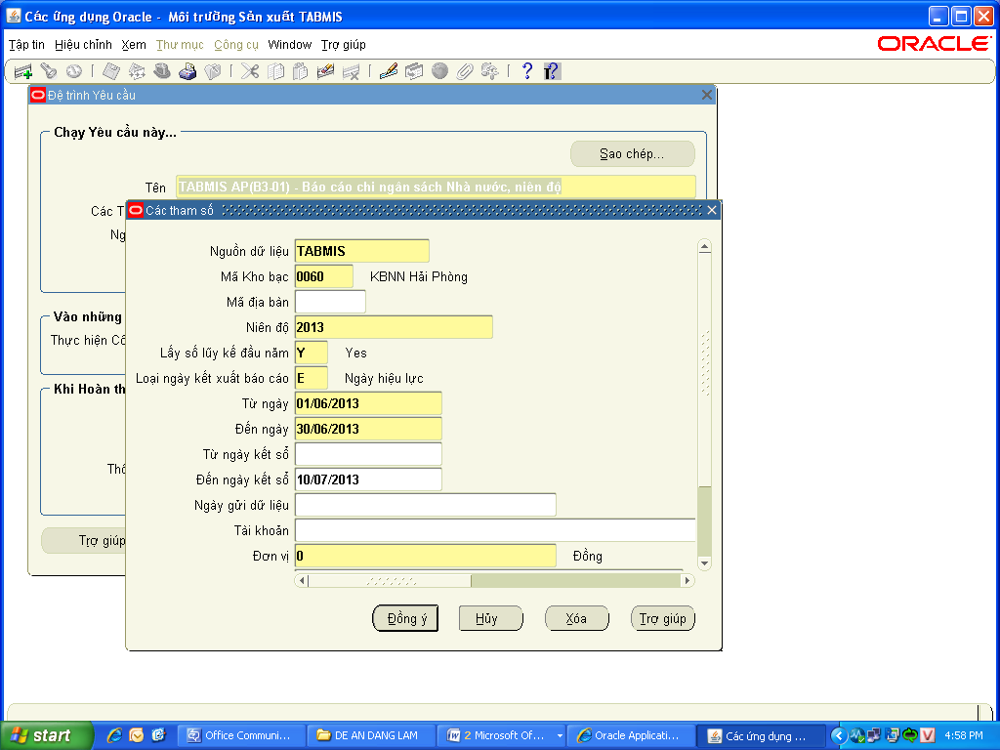 Các ứng dụng Oracle - Môi trường Sản xuất TABMIS
Tập tin Hiệu chỉnh Xem Thư mục Công cụ Window Trợ giúp
ORACLE
Đệ trình Yêu cầu
Chạy Yêu cầu này...
Sao chép...
Tên TABMIS AP(B3-01) - Báo cáo chi ngân sách Nhà nước, niên độ
Các T
Ng
Vào những
Thực hiện Cô
Khi Hoàn th
Thô
Trợ giúp
Các tham số
Nguồn dữ liệu TABMIS
Mã Kho bạc 0060 KBNN Hải Phòng
Mã địa bàn
Niên độ 2013
Lấy số lũy kế đầu năm Y Yes
Loại ngày kết xuất báo cáo E Ngày hiệu lực
Từ ngày 01/06/2013
Đến ngày 30/06/2013
Từ ngày kết sổ
Đến ngày kết sổ 10/07/2013
Ngày gửi dữ liệu
Tài khoản
Đơn vị 0 Đồng
Đồng ý Hủy Xóa Trợ giúp
start Office Communi... DE AN DANG LAM 2 Microsoft Of... Oracle Applicati... Các ứng dụng ... 4:58 PM